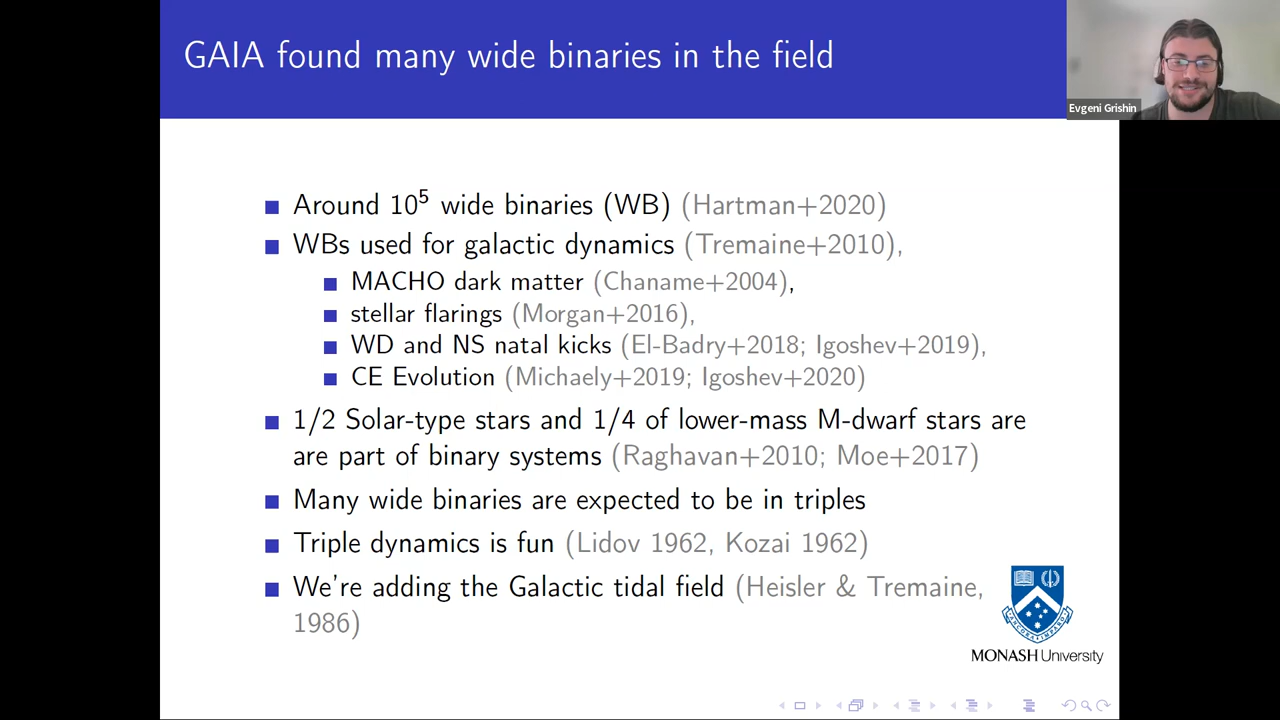 GAIA found many wide binaries in the field
Evgeni Grishin
Around 10⁵ wide binaries (WB) (Hartman+2020)
WBs used for galactic dynamics (Tremaine+2010),
MACHO dark matter (Chaname+2004),
stellar flarings (Morgan+2016),
WD and NS natal kicks (El-Badry+2018; Igoshev+2019),
CE Evolution (Michaely+2019; Igoshev+2020)
1/2 Solar-type stars and 1/4 of lower-mass M-dwarf stars are
are part of binary systems (Raghavan+2010; Moe+2017)
Many wide binaries are expected to be in triples
Triple dynamics is fun (Lidov 1962, Kozai 1962)
We're adding the Galactic tidal field (Heisler & Tremaine,
1986)
ANCORA IMPARO
MONASH University